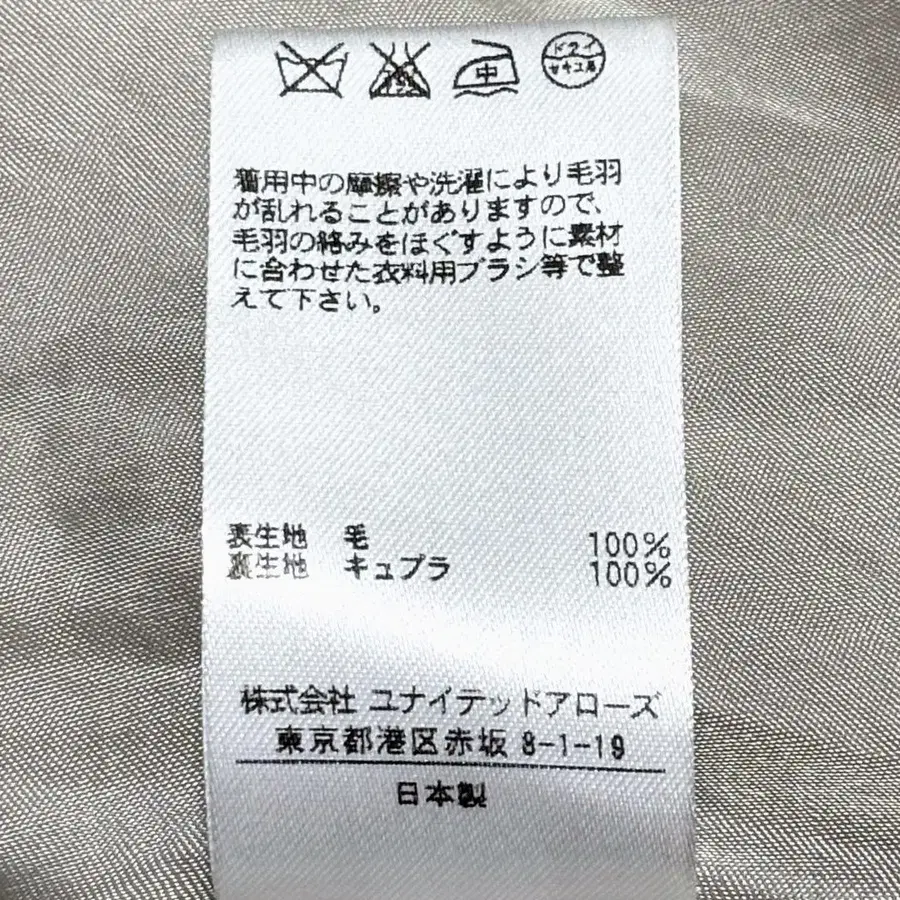 中
ドライ
セキユ系
着用中の摩擦や洗濯により毛羽
が乱れることがありますので、
毛羽の絡みをほぐすように素材
に合わせた衣料用ブラシ等で整
えて下さい。
表生地 毛 100%
裏生地 キュプラ 100%
株式会社 ユナイテッドアローズ
東京都港区赤坂 8-1-19
日本製